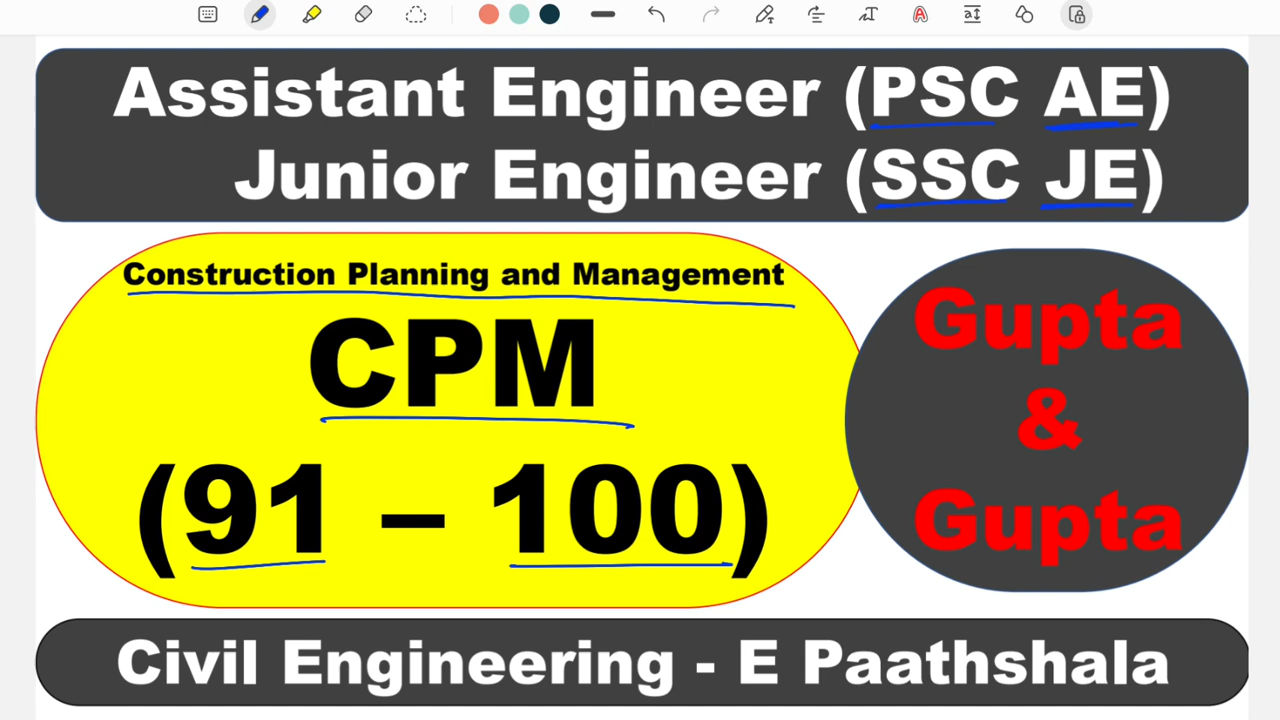 Assistant Engineer (PSC AE)
Junior Engineer (SSC JE)
Construction Planning and Management
CPM
(91 – 100)
Gupta
&
Gupta
Civil Engineering - E Paathshala